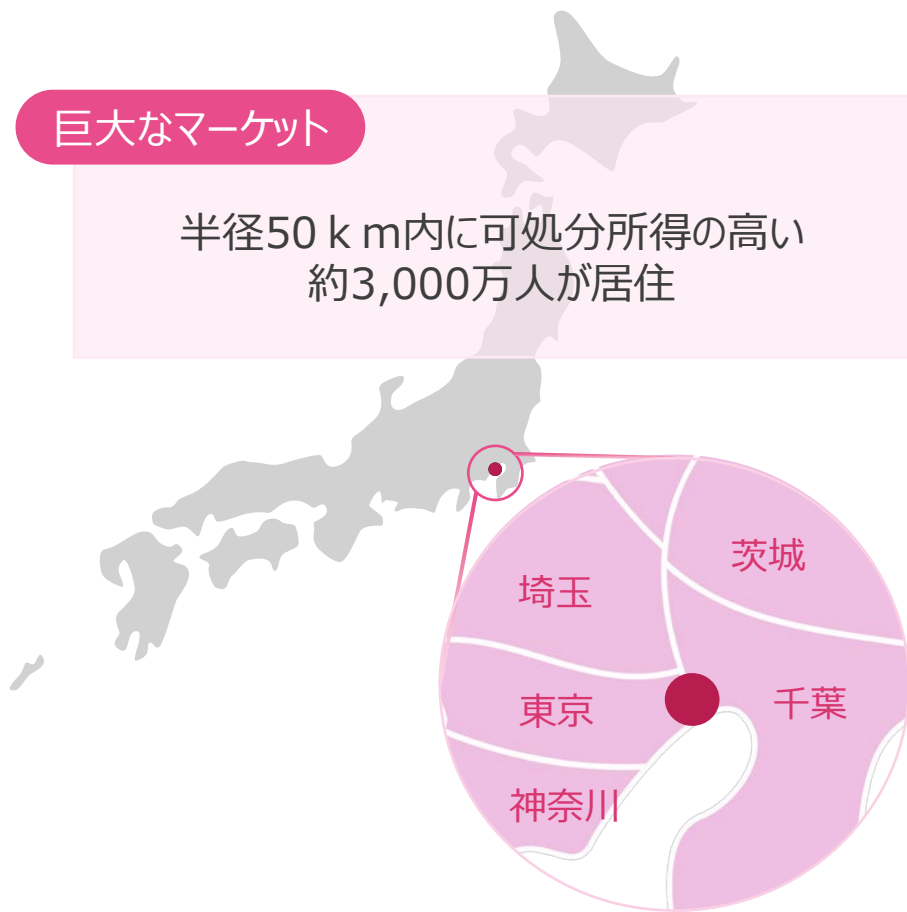 巨大なマーケット
半径50ｋｍ内に可処分所得の高い
約3,000万人が居住
茨城
埼玉
千葉
東京
神奈川